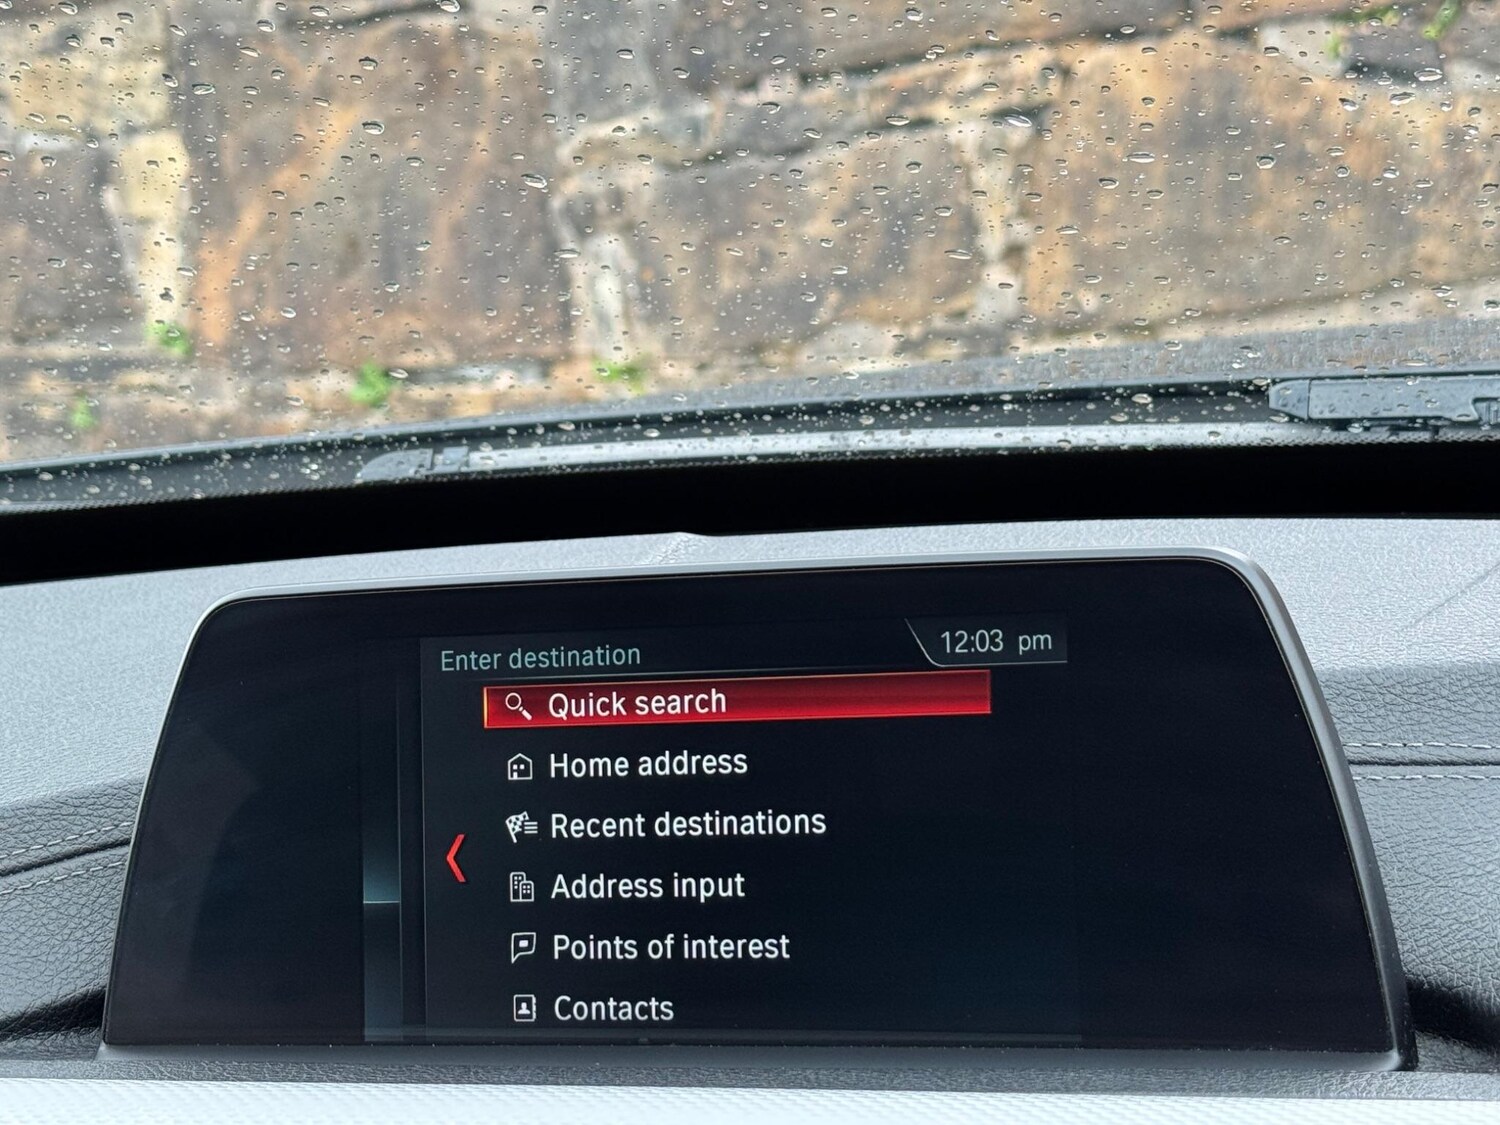 Enter destination
12:03 pm
Quick search
Home address
Recent destinations
Address input
Points of interest
Contacts